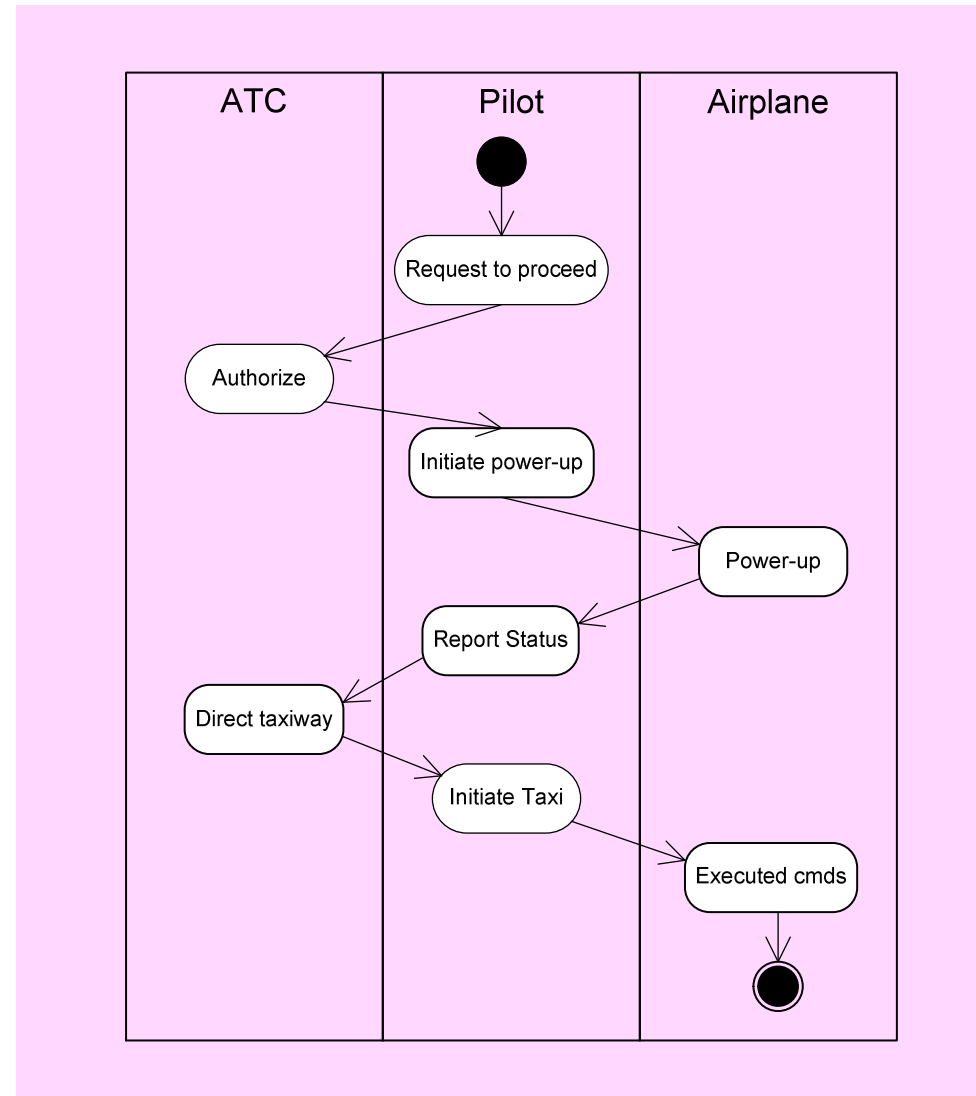 ATC
Pilot
Airplane
Request to proceed
Authorize
Initiate power-up
Power-up
Report Status
Direct taxiway
Initiate Taxi
Executed cmds